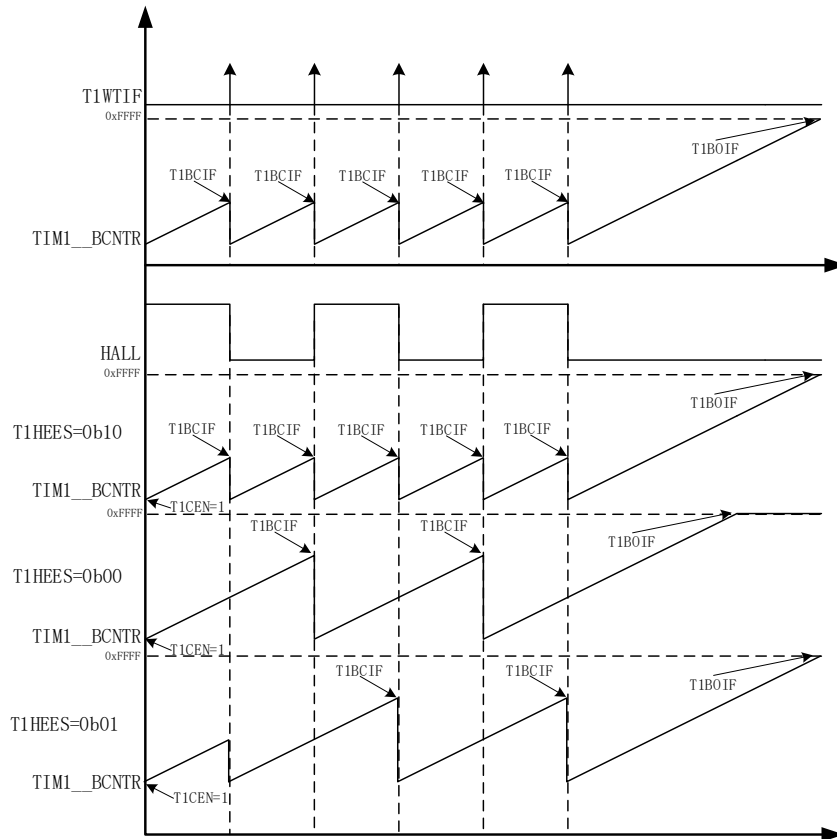 T1WTIF
0xFFFF
T1BOIF
T1BCIF T1BCIF T1BCIF T1BCIF T1BCIF
TIM1__BCNTR
HALL
0xFFFF
T1BOIF
T1HEES=0b10
T1BCIF T1BCIF T1BCIF T1BCIF T1BCIF
TIM1__BCNTR
T1CEN=1
0xFFFF
T1BCIF T1BCIF
T1BOIF
T1HEES=0b00
TIM1__BCNTR
T1CEN=1
0xFFFF
T1BCIF T1BCIF
T1BOIF
T1HEES=0b01
TIM1__BCNTR
T1CEN=1